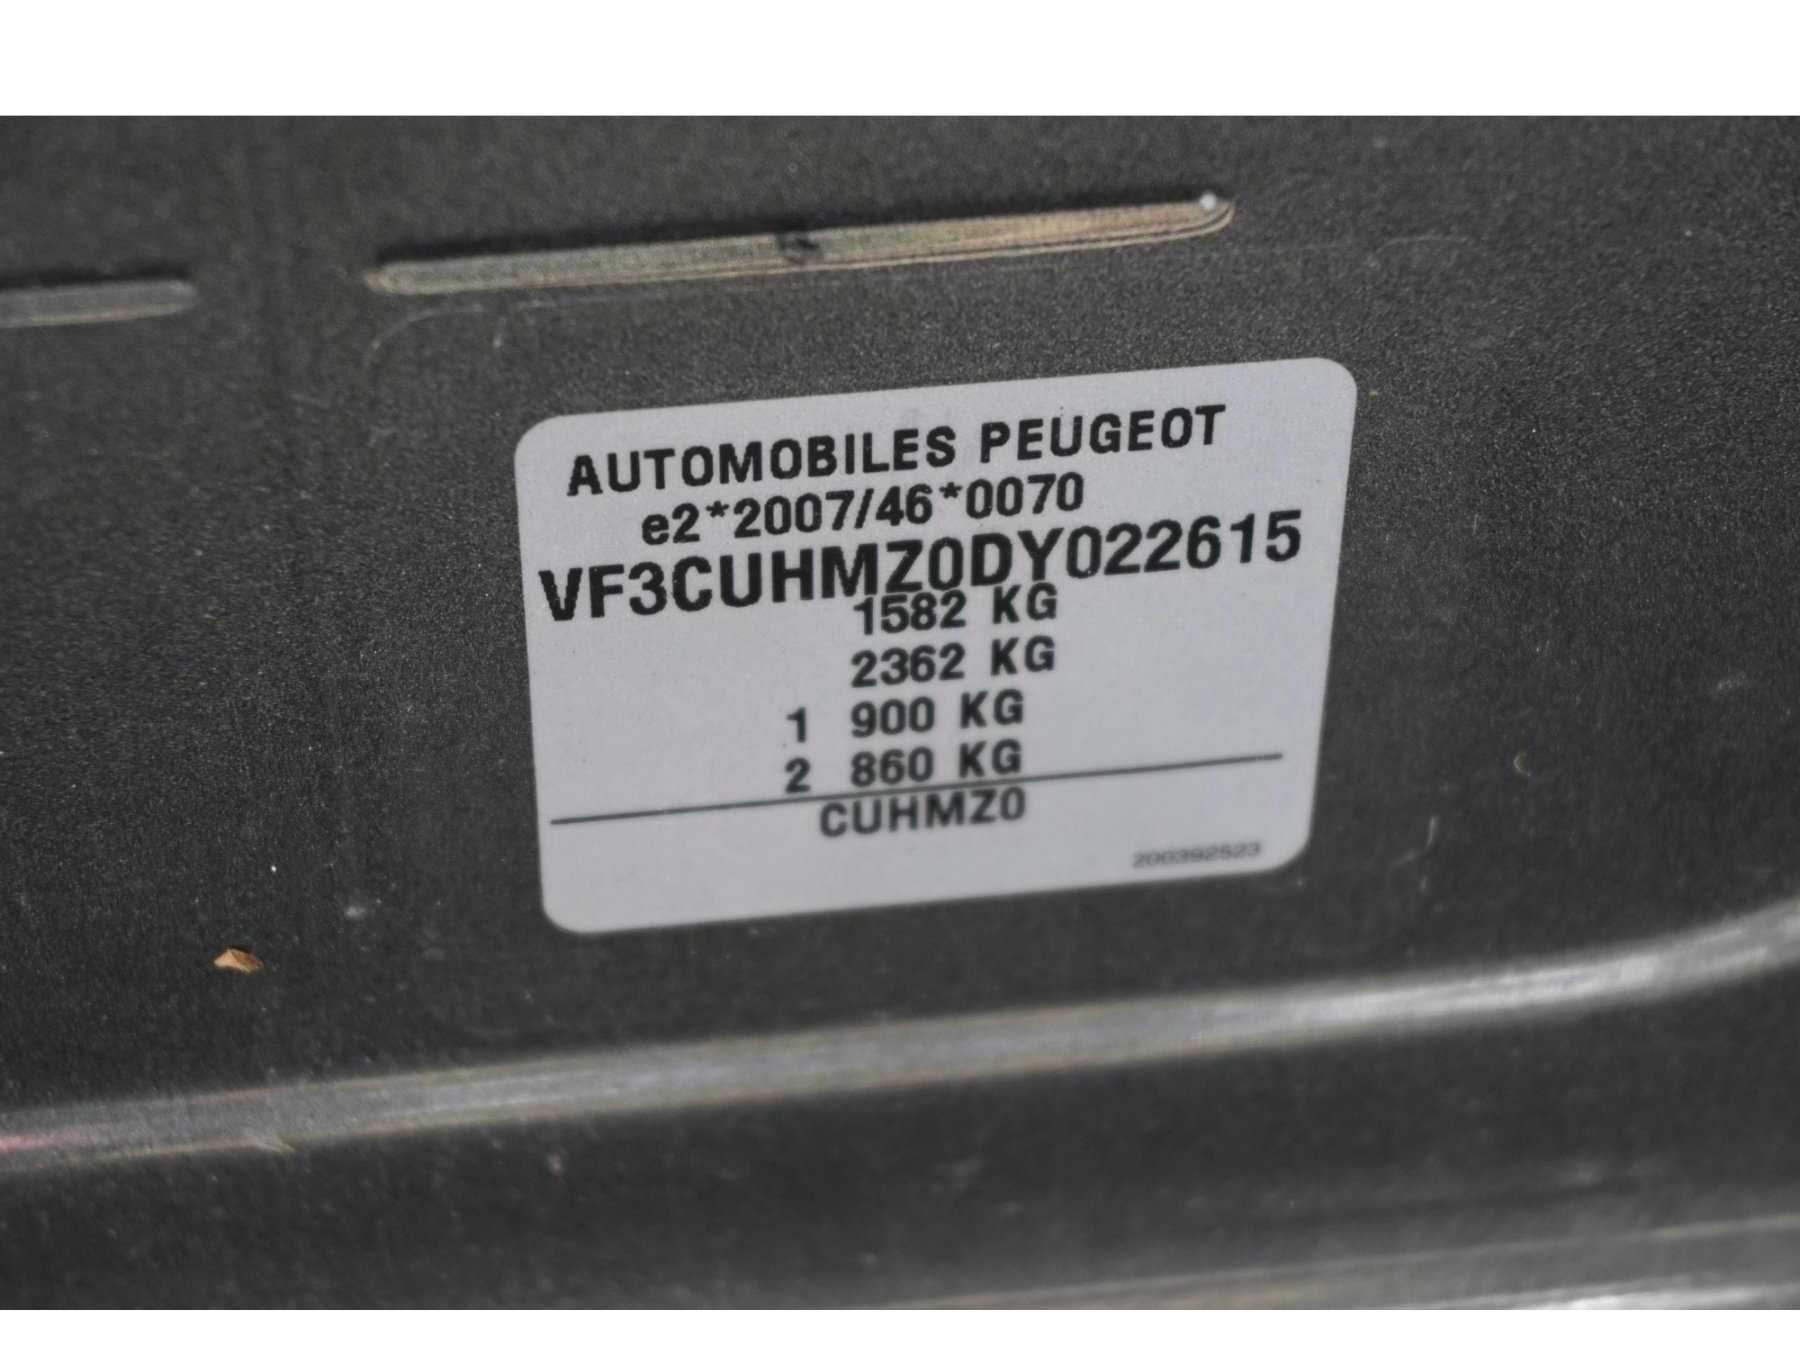 AUTOMOBILES PEUGEOT
e2*2007/46*0070
VF3CUHMZ0DY022615
1582 KG
2362 KG
1 900 KG
2 860 KG
CUHMZ0
200392523